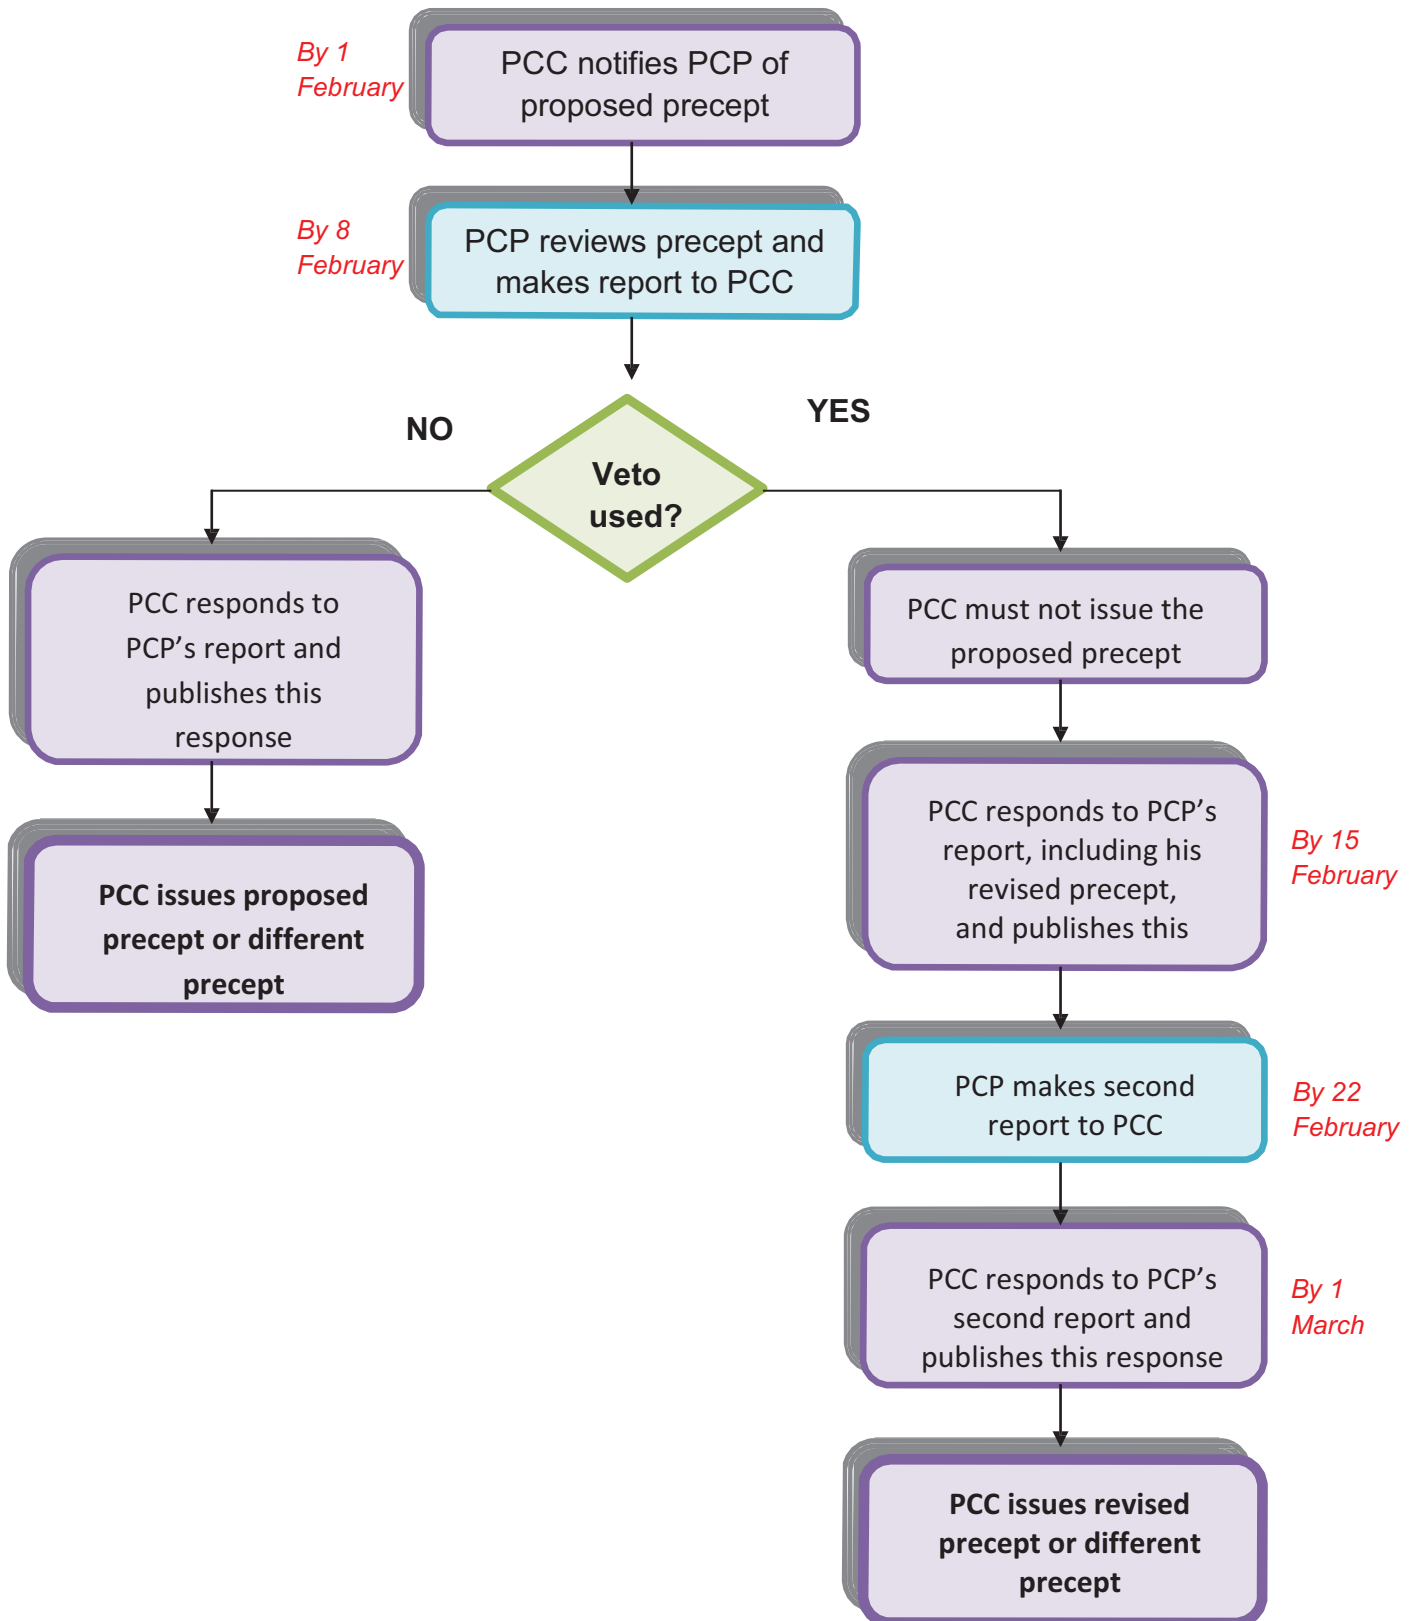 By 1
February
PCC notifies PCP of
proposed precept
By 8
February
PCP reviews precept and
makes report to PCC
NO
YES
Veto
used?
PCC responds to
PCP’s report and
publishes this
response
PCC issues proposed
precept or different
precept
PCC must not issue the
proposed precept
PCC responds to PCP’s
report, including his
revised precept,
and publishes this
By 15
February
PCP makes second
report to PCC
By 22
February
PCC responds to PCP’s
second report and
publishes this response
By 1
March
PCC issues revised
precept or different
precept